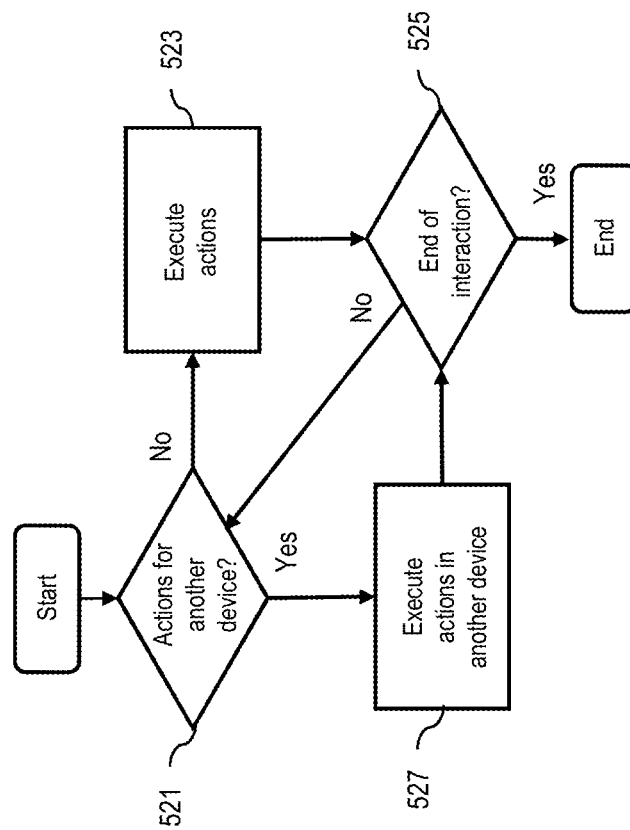 Start
521
Actions for
another
device?
No
Yes
523
Execute
actions
527
Execute
actions in
another device
No
525
End of
interaction?
Yes
End